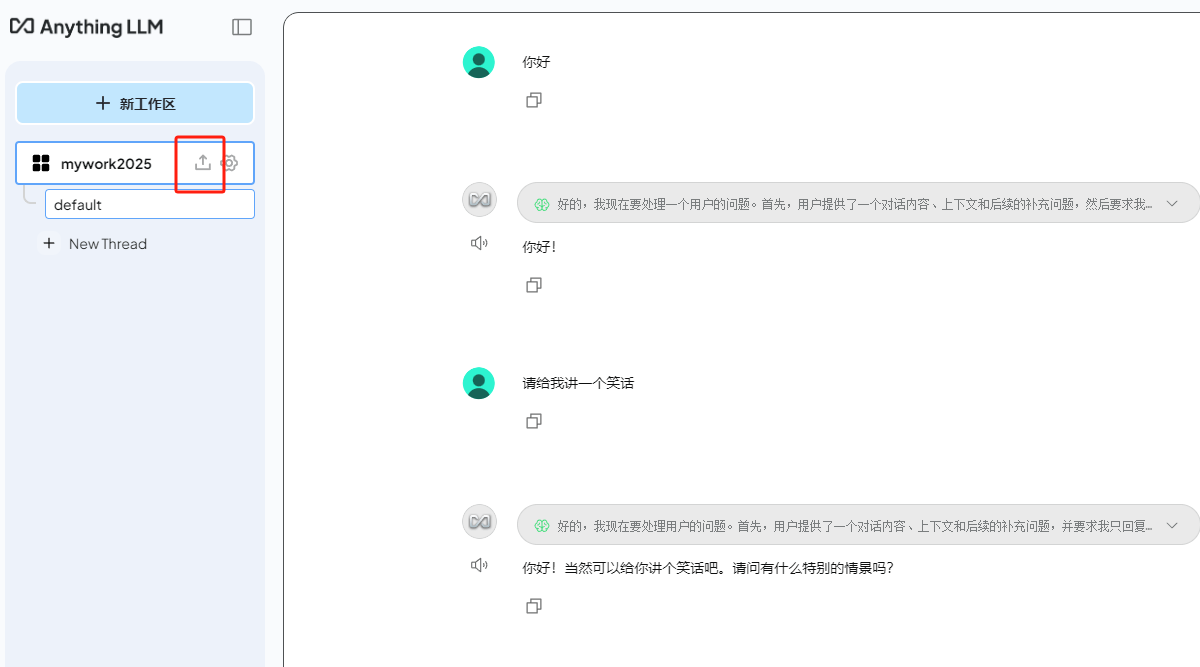 Anything LLM
新工作区
mywork2025
default
New Thread
你好
好的，我现在要处理一个用户的问题。首先，用户提供了一个对话内容、上下文和后续的补充问题，然后要求我...
你好！
请给我讲一个笑话
好的，我现在要处理用户的问题。首先，用户提供了一个对话内容、上下文和后续的补充问题，并要求我只回复...
你好！当然可以给你讲个笑话吧。请问有什么特别的情景吗？